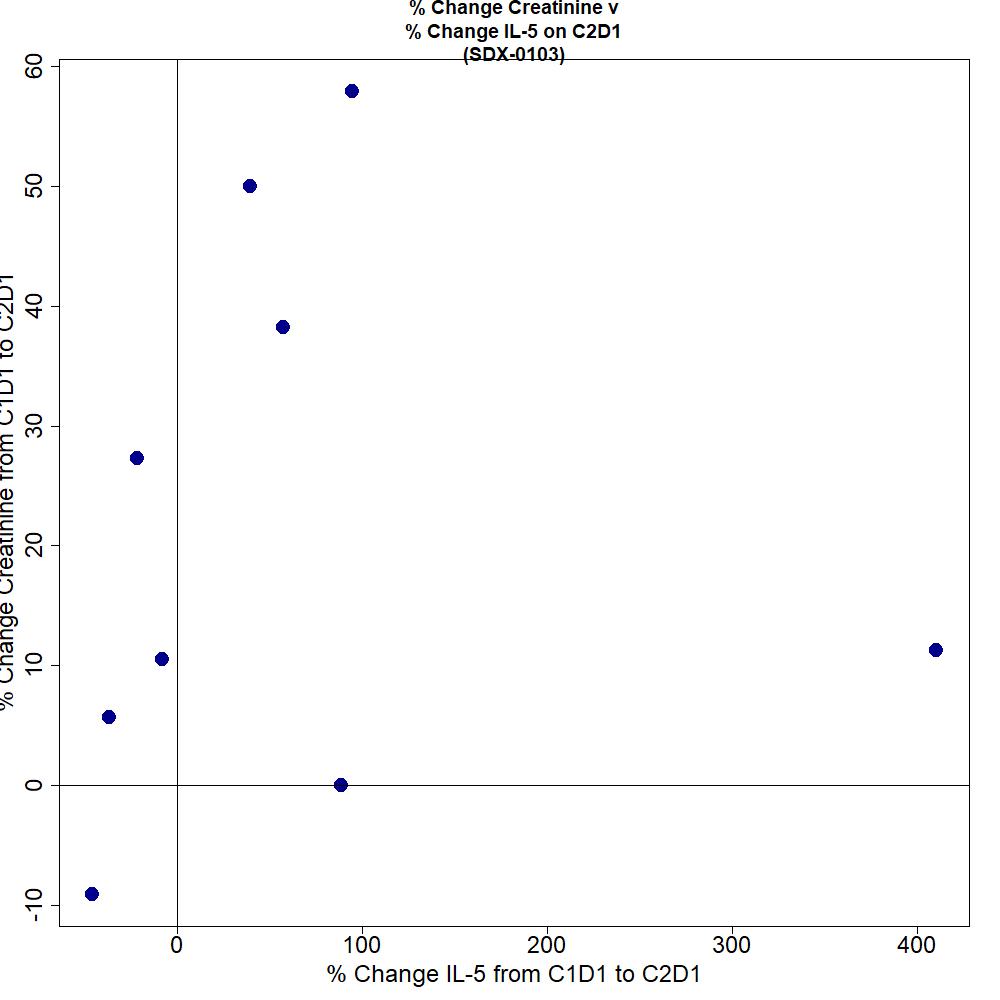 % Change Creatinine v
% Change IL-5 on C2D1
(SDX-0103)
% Change Creatinine from C1D1 to C2D1
60
50
40
30
20
10
0
-10
0 100 200 300 400
% Change IL-5 from C1D1 to C2D1